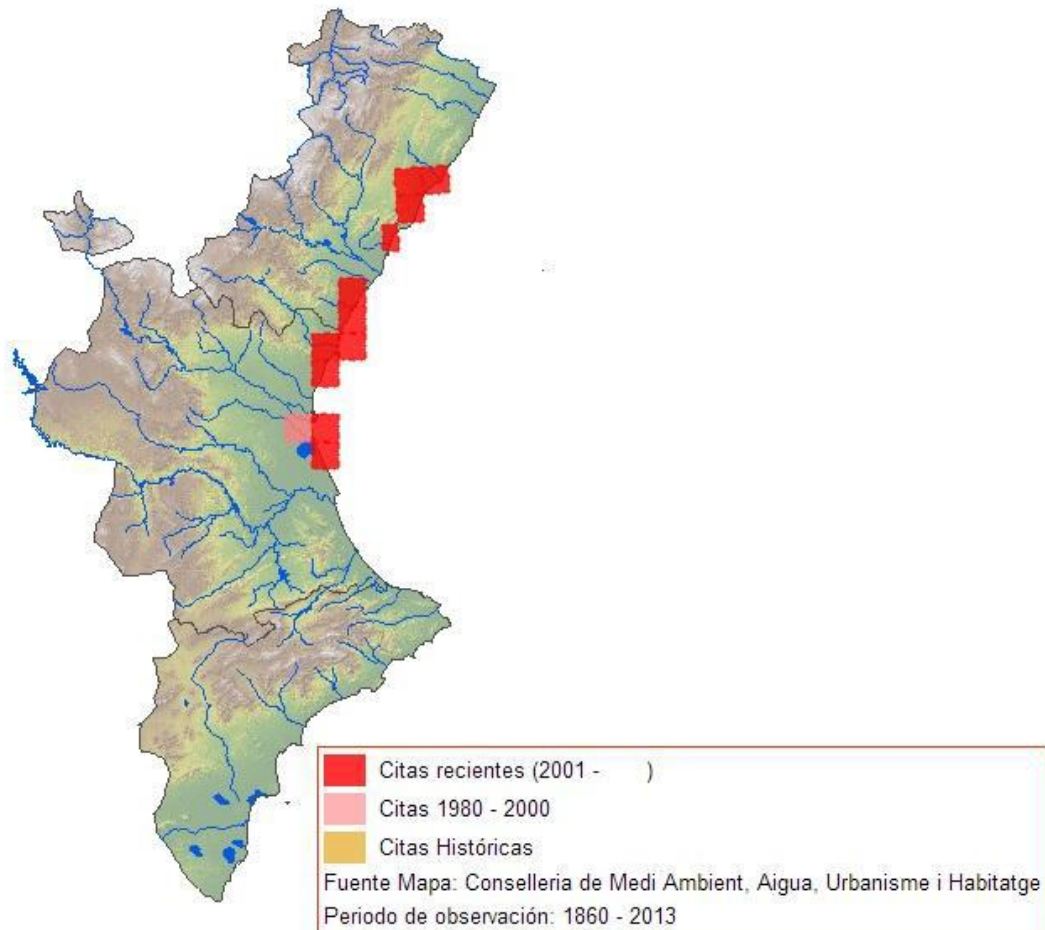 Citas recientes (2001 - )
Citas 1980 - 2000
Citas Históricas
Fuente Mapa: Conselleria de Medi Ambient, Aigua, Urbanisme i Habitatge
Periodo de observación: 1860 - 2013